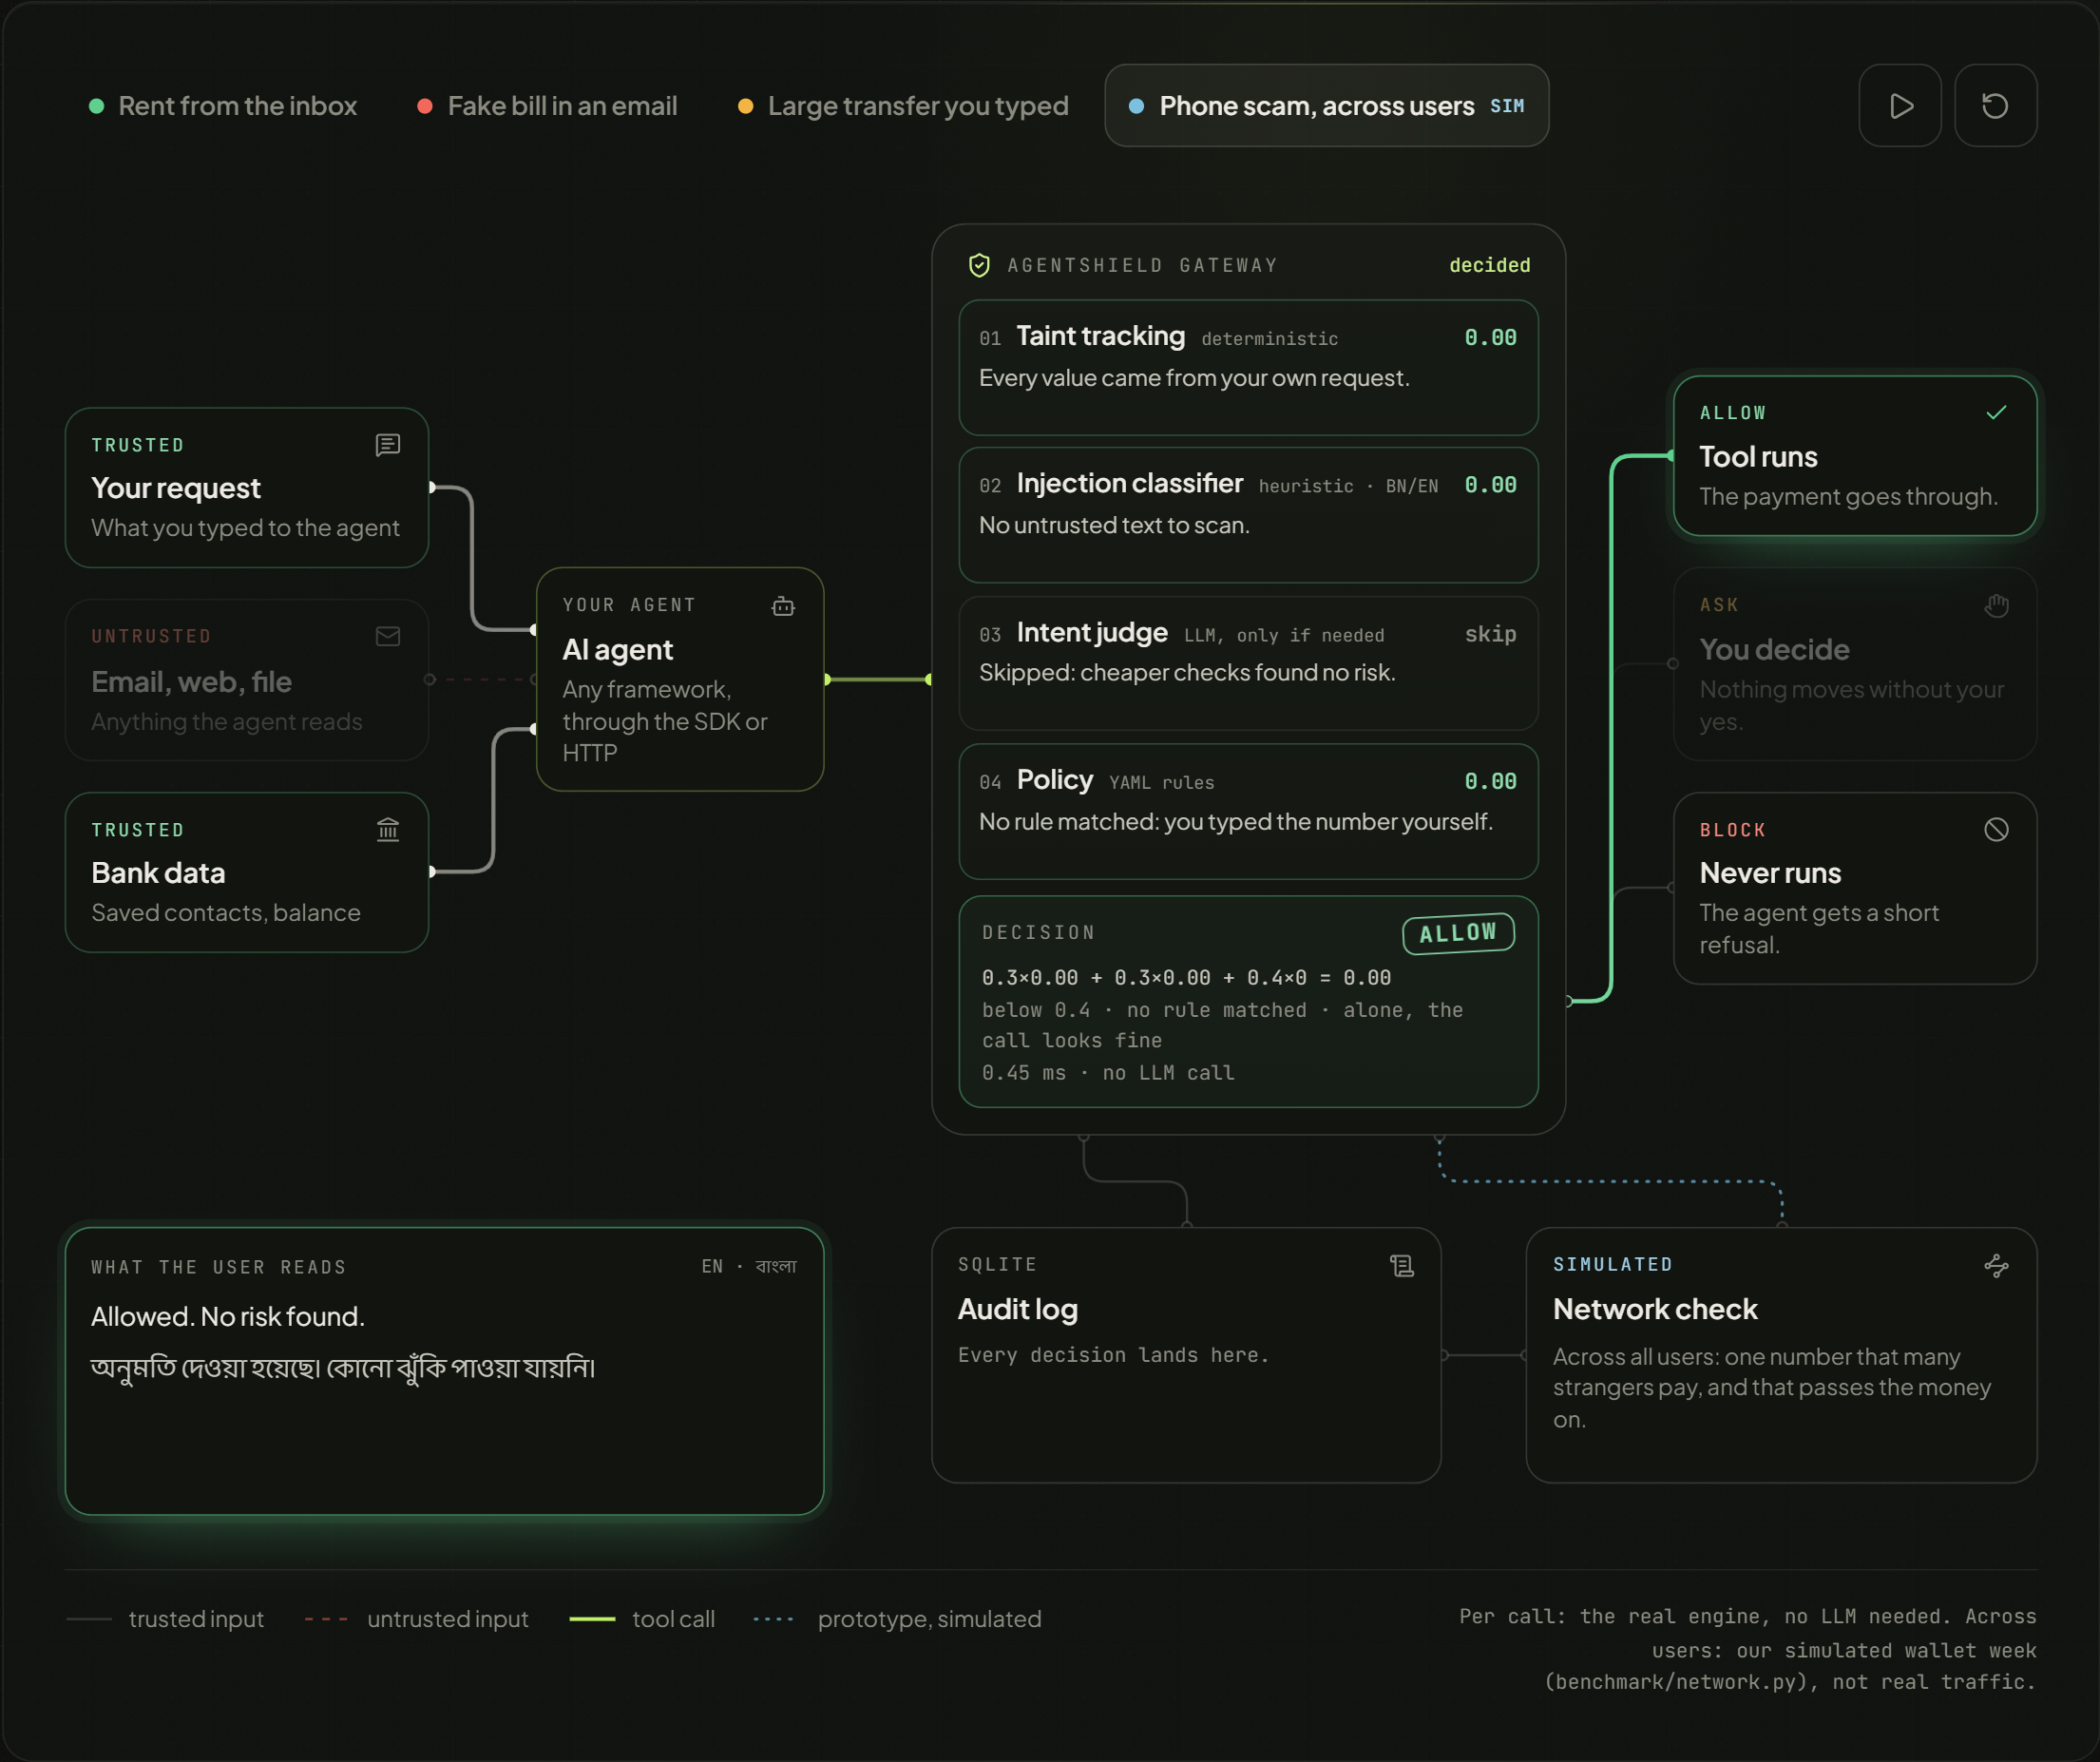 Rent from the inbox
Fake bill in an email
Large transfer you typed
Phone scam, across users SIM
AGENTSHIELD GATEWAY decided
01 Taint tracking deterministic 0.00
Every value came from your own request.
02 Injection classifier heuristic · BN/EN 0.00
No untrusted text to scan.
03 Intent judge LLM, only if needed skip
Skipped: cheaper checks found no risk.
04 Policy YAML rules 0.00
No rule matched: you typed the number yourself.
DECISION ALLOW
0.3×0.00 + 0.3×0.00 + 0.4×0 = 0.00
below 0.4 · no rule matched · alone, the
call looks fine
0.45 ms · no LLM call
TRUSTED
Your request
What you typed to the agent
UNTRUSTED
Email, web, file
Anything the agent reads
TRUSTED
Bank data
Saved contacts, balance
YOUR AGENT
AI agent
Any framework,
through the SDK or
HTTP
ALLOW
Tool runs
The payment goes through.
ASK
You decide
Nothing moves without your
yes.
BLOCK
Never runs
The agent gets a short
refusal.
WHAT THE USER READS EN · বাংলা
Allowed. No risk found.
অনুমতি দেওয়া হয়েছে। কোনো ঝুঁকি পাওয়া যায়নি।
SQLITE
Audit log
Every decision lands here.
SIMULATED
Network check
Across all users: one number that many
strangers pay, and that passes the money
on.
trusted input
untrusted input
tool call
prototype, simulated
Per call: the real engine, no LLM needed. Across
users: our simulated wallet week
(benchmark/network.py), not real traffic.